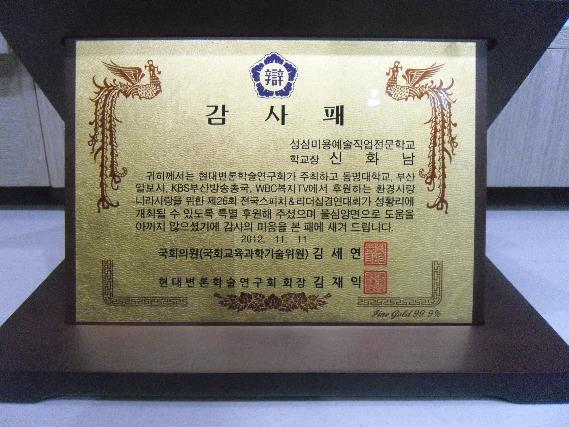 辯
감사패
성심미용예술직업전문학교
학교장 신화남
귀하께서는 현대변론학술연구회가 주최하고 동명대학교, 부산
일보사, KBS부산방송총국, WBC복지TV에서 후원하는 환경사랑
나라사랑을 위한 제26회 전국스피치&리더십경연대회가 성황리에
개최될 수 있도록 특별 후원해 주셨으며 물심양면으로 도움을
아끼지 않으셨기에 감사의 마음을 본 패에 새겨 드립니다.
2012. 11. 11
국회의원(국회교육과학기술위원) 김세연
현대변론학술연구회회장 김재익
Fine Gold 99.9%